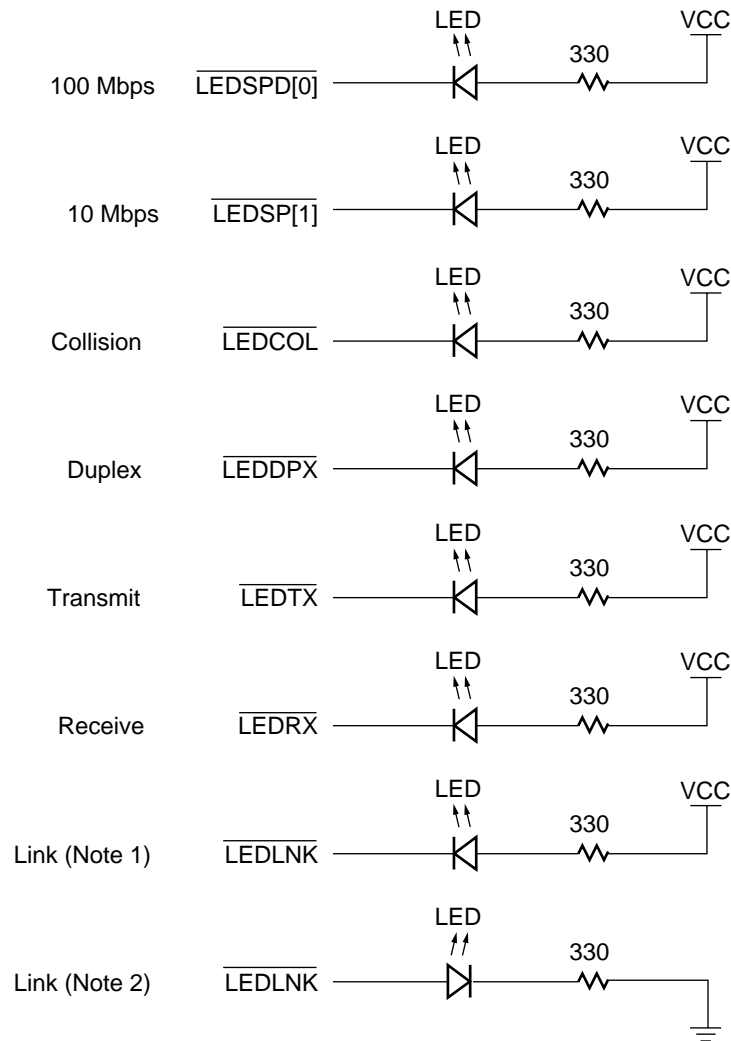 LED VCC
330
100 Mbps LEDSPD[0]
LED VCC
330
10 Mbps LEDSP[1]
LED VCC
330
Collision LEDCOL
LED VCC
330
Duplex LEDDPX
LED VCC
330
Transmit LEDTX
LED VCC
330
Receive LEDRX
LED VCC
330
Link (Note 1) LEDLNK
LED
330
Link (Note 2) LEDLNK